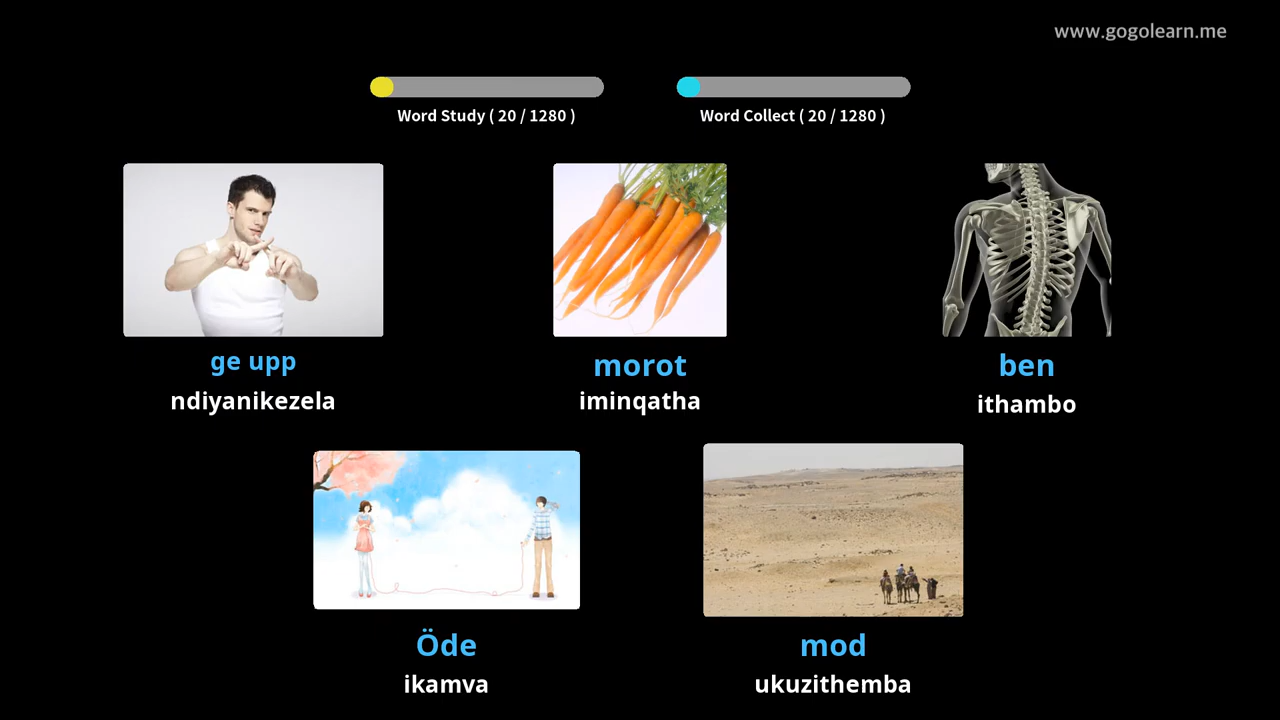 www.gogolearn.me
Word Study ( 20 / 1280 )
Word Collect ( 20 / 1280 )
ge upp
ndiyanikezela
morot
iminqatha
ben
ithambo
Öde
ikamva
mod
ukuzithemba